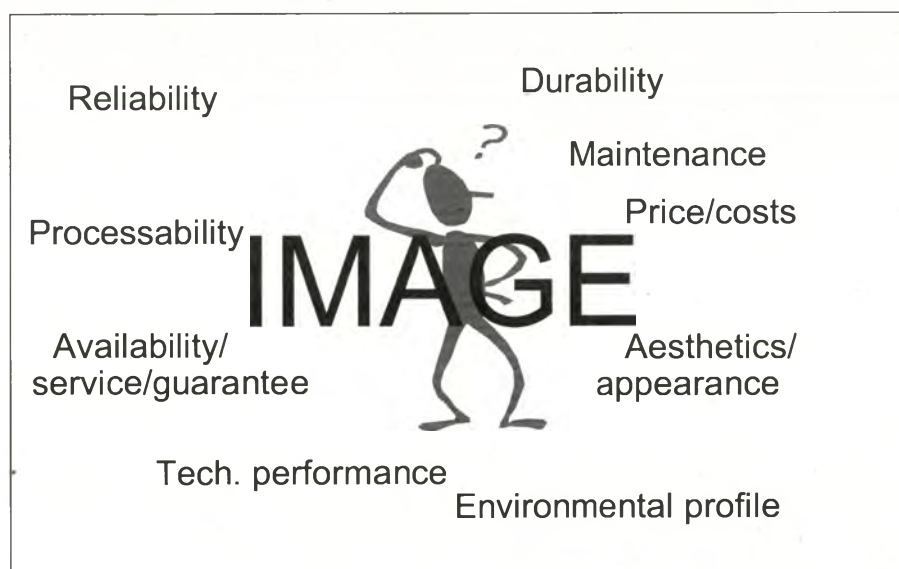 Reliability
Durability
?
Maintenance
Price/costs
Processability
IMAGE
Availability/
service/guarantee
Aesthetics/
appearance
Tech. performance
Environmental profile